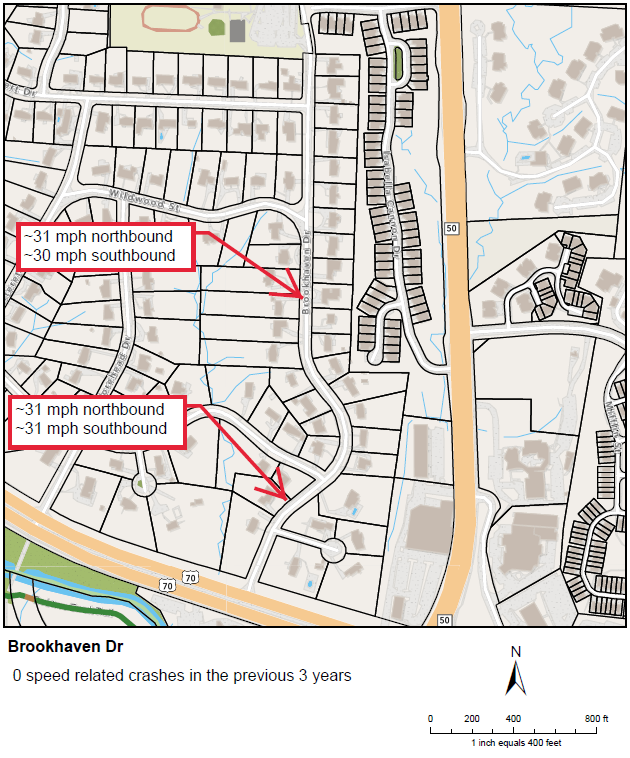 Wildwood St
~31 mph northbound
~30 mph southbound
50
Brookhaven Dr
~31 mph northbound
~31 mph southbound
70
70
50
Brookhaven Dr
0 speed related crashes in the previous 3 years
N
0 200 400 800 ft
1 inch equals 400 feet